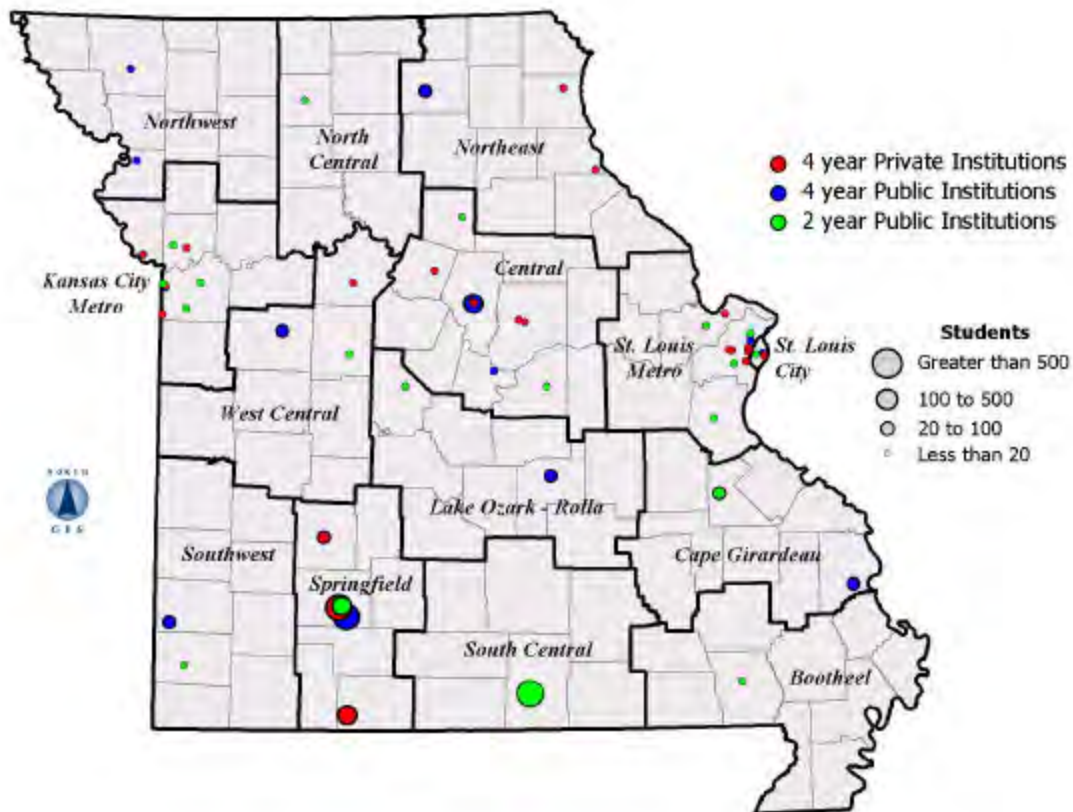 Northwest
North
Central
Northeast
4 year Private Institutions
4 year Public Institutions
2 year Public Institutions
Kansas City
Metro
Central
St. Louis
Metro
St. Louis
City
Students
Greater than 500
100 to 500
20 to 100
Less than 20
West Central
NORTH
Lake Ozark - Rolla
Southwest
Springfield
Cape Girardeau
South Central
Bootheel